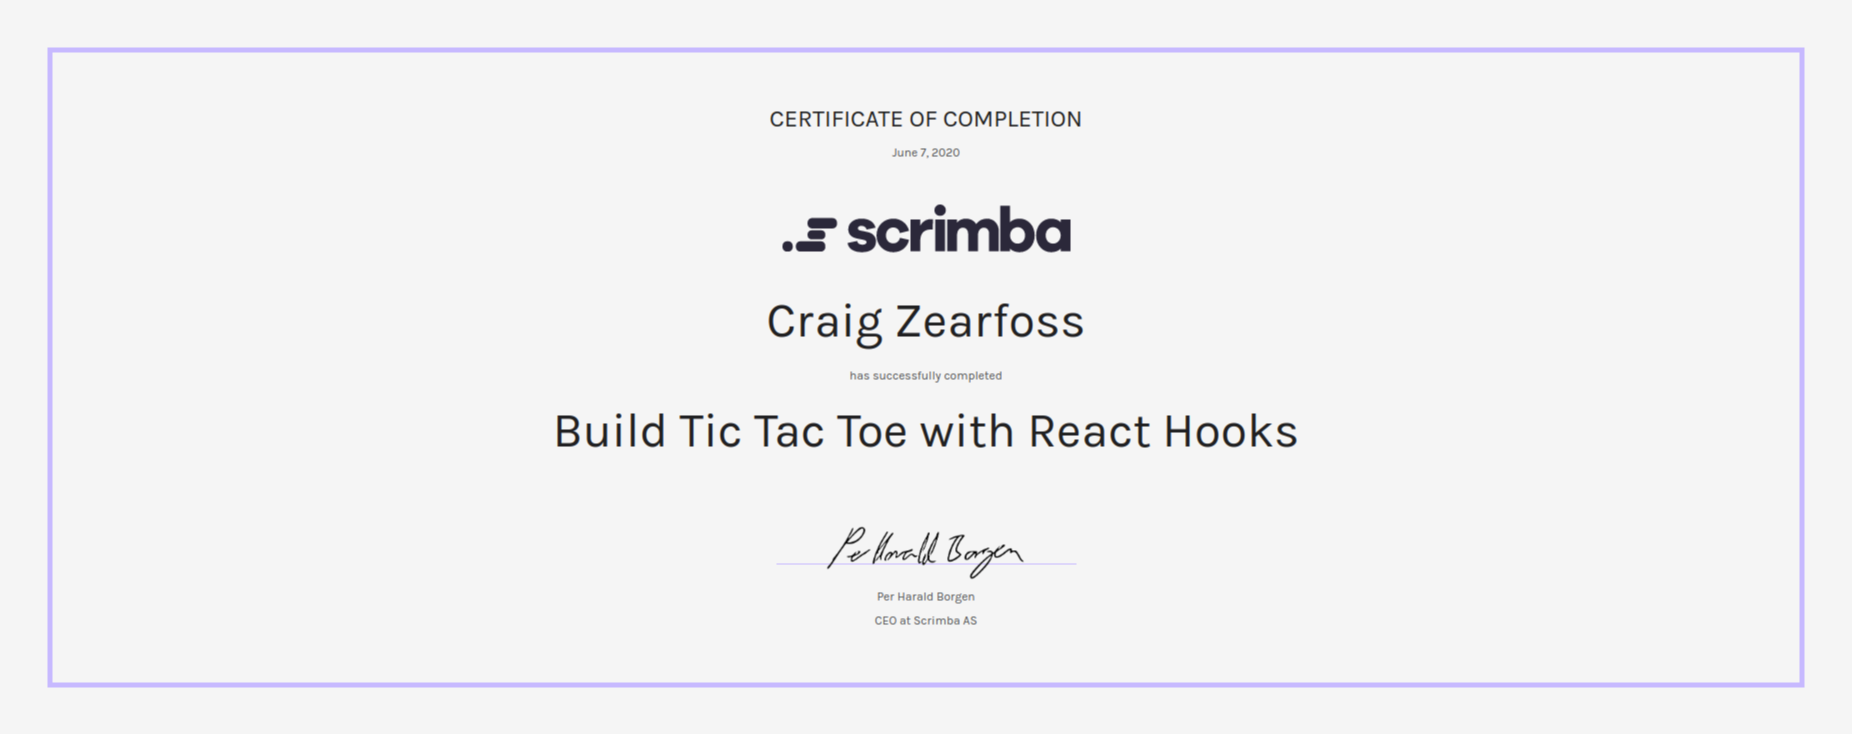 CERTIFICATE OF COMPLETION
June 7, 2020
scrimba
Craig Zearfoss
has successfully completed
Build Tic Tac Toe with React Hooks
Per Harald Borgen
Per Harald Borgen
CEO at Scrimba AS